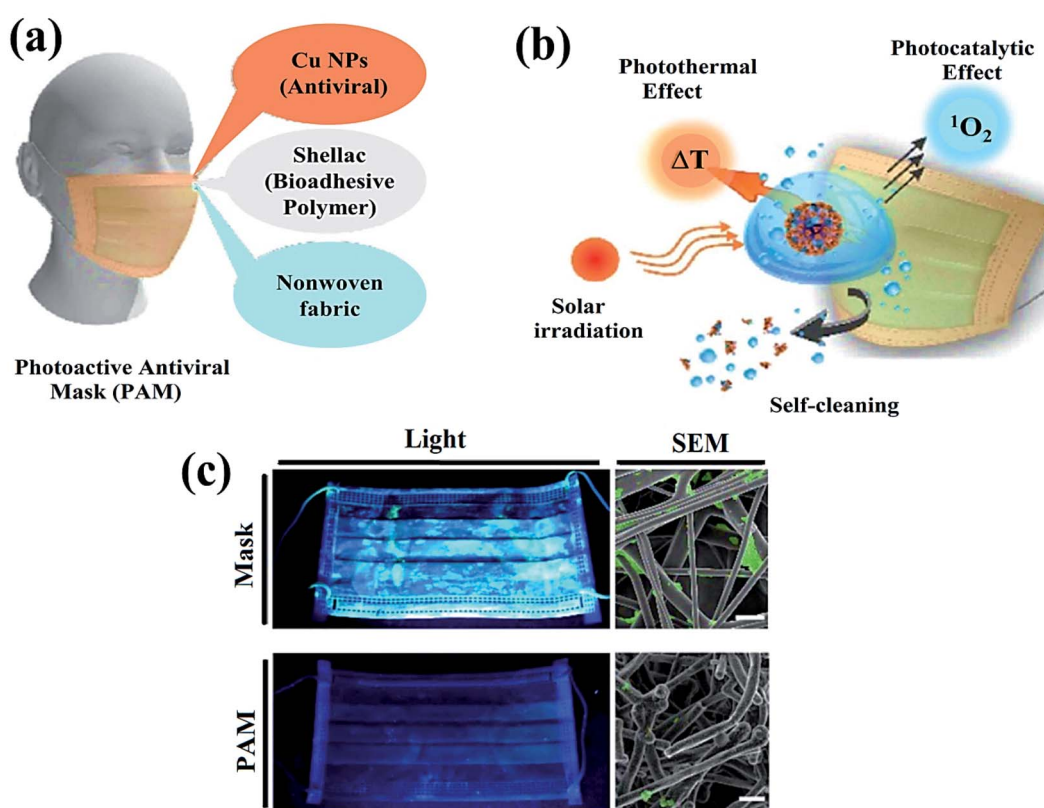 (a)
Cu NPs
(Antiviral)
Shellac
(Bioadhesive
Polymer)
Nonwoven
fabric
Photoactive Antiviral
Mask (PAM)
(b)
Photothermal
Effect
Photocatalytic
Effect
ΔT
¹O₂
Solar
irradiation
Self-cleaning
(c)
Light
SEM
Mask
PAM